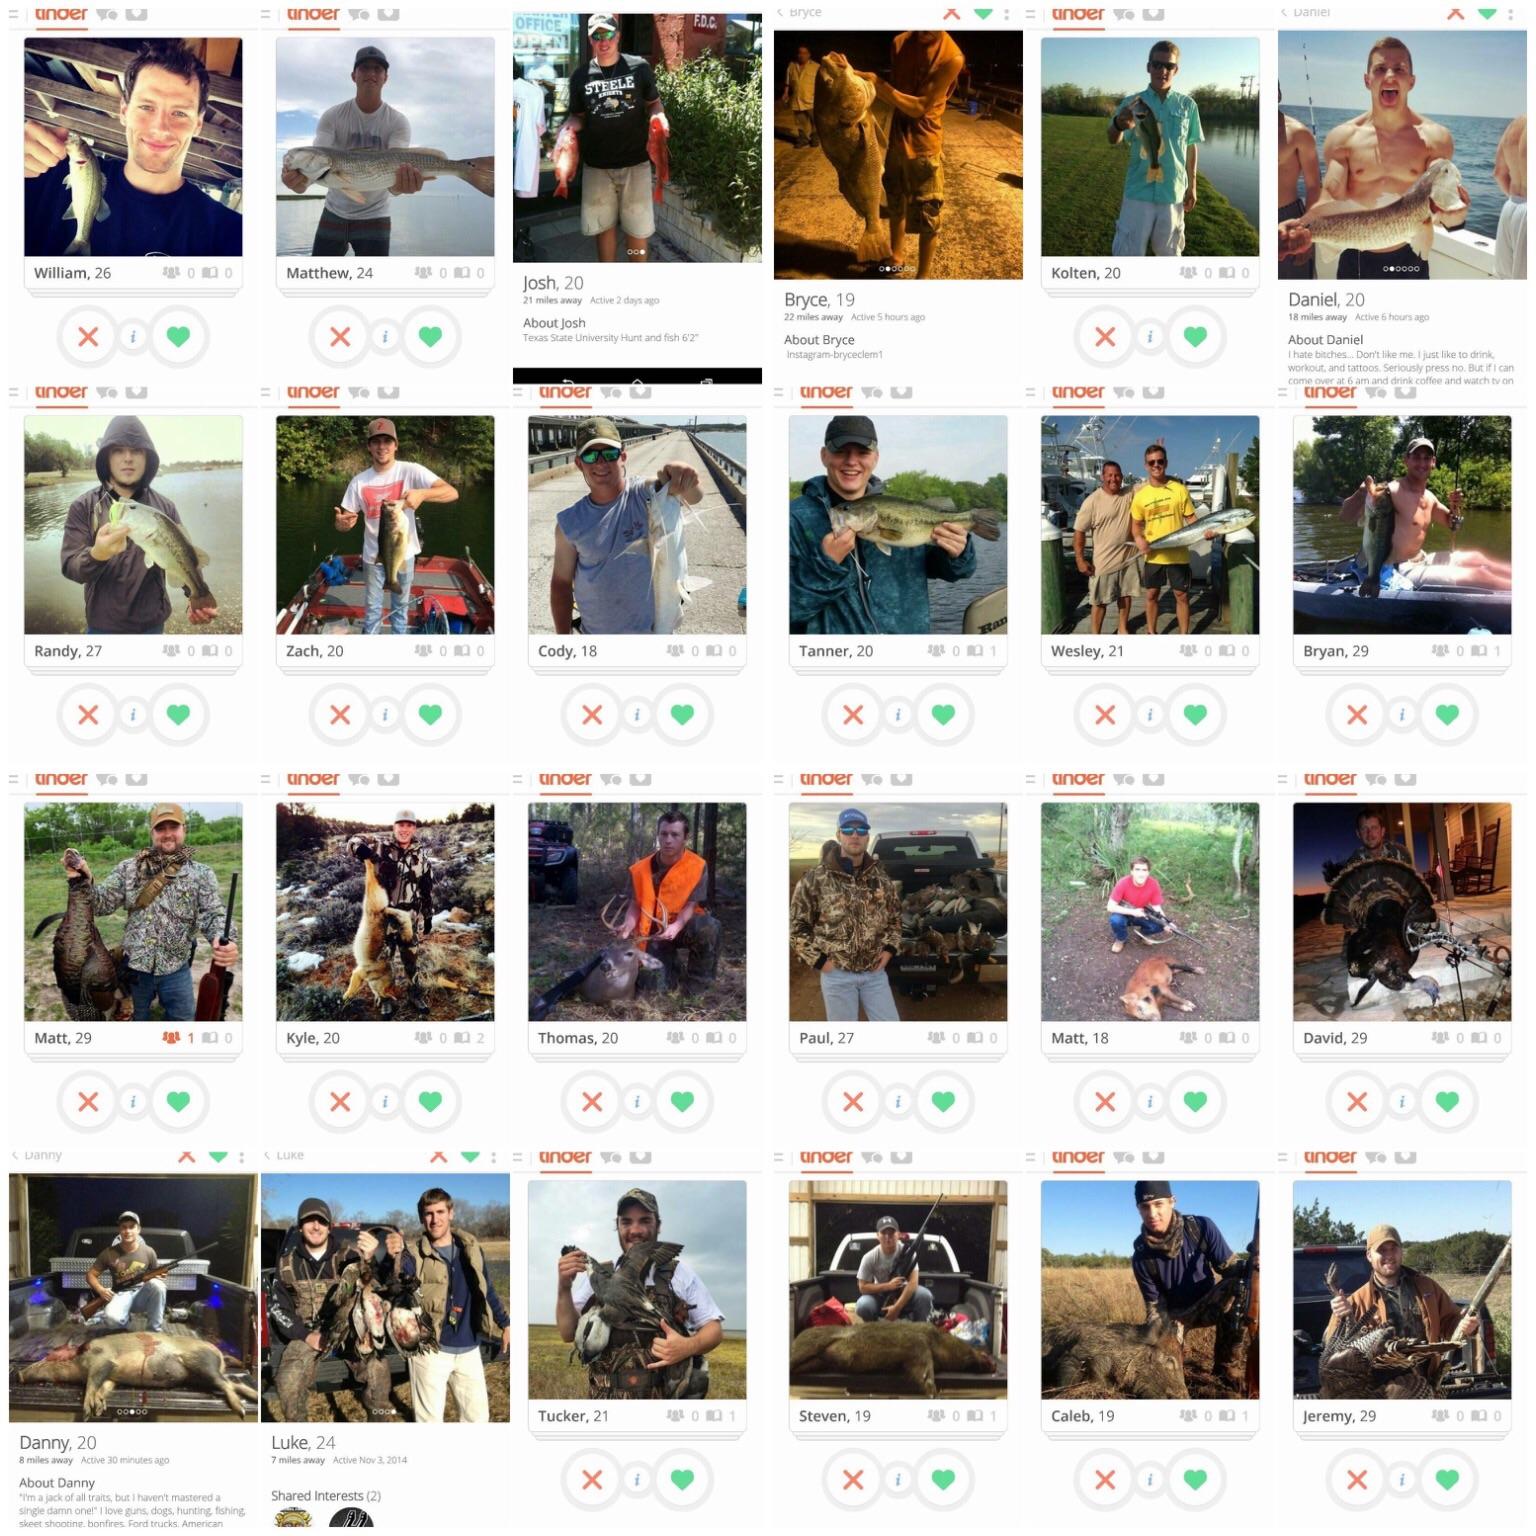 tinder
tinder
OFFICE
OPEN
F.D.C.
STEELE
KNIGHTS
Bryce
tinder
Daniel
William, 26 0 0
Matthew, 24 0 0
Josh, 20
21 miles away Active 2 days ago
About Josh
Texas State University Hunt and fish 6'2"
Bryce, 19
22 miles away Active 5 hours ago
About Bryce
Instagram-bryceclem1
Kolten, 20 0 0
Daniel, 20
18 miles away Active 6 hours ago
About Daniel
I hate bitches... Don't like me. I just like to drink,
workout, and tattoos. Seriously press no. But if I can
come over at 6 am and drink coffee and watch tv on
i
i
i
tinder
tinder
tinder
tinder
tinder
tinder
Randy, 27 0 0
Zach, 20 0 0
Cody, 18 0 0
Tanner, 20 0 1
Wesley, 21 0 0
Bryan, 29 0 1
i
i
i
i
i
i
tinder
tinder
tinder
tinder
tinder
tinder
Matt, 29 1 0
Kyle, 20 0 2
Thomas, 20 0 0
Paul, 27 0 0
Matt, 18 0 0
David, 29 0 0
i
i
i
i
i
i
Danny
Luke
tinder
tinder
tinder
tinder
Danny, 20
8 miles away Active 30 minutes ago
About Danny
"I'm a jack of all traits, but I haven't mastered a
single damn one!" I love guns, dogs, hunting, fishing,
skeet shooting, bonfires, Ford trucks, American
Luke, 24
7 miles away Active Nov 3, 2014
Shared Interests (2)
Tucker, 21 0 1
Steven, 19 0 1
Caleb, 19 0 1
Jeremy, 29 0 0
i
i
i
i